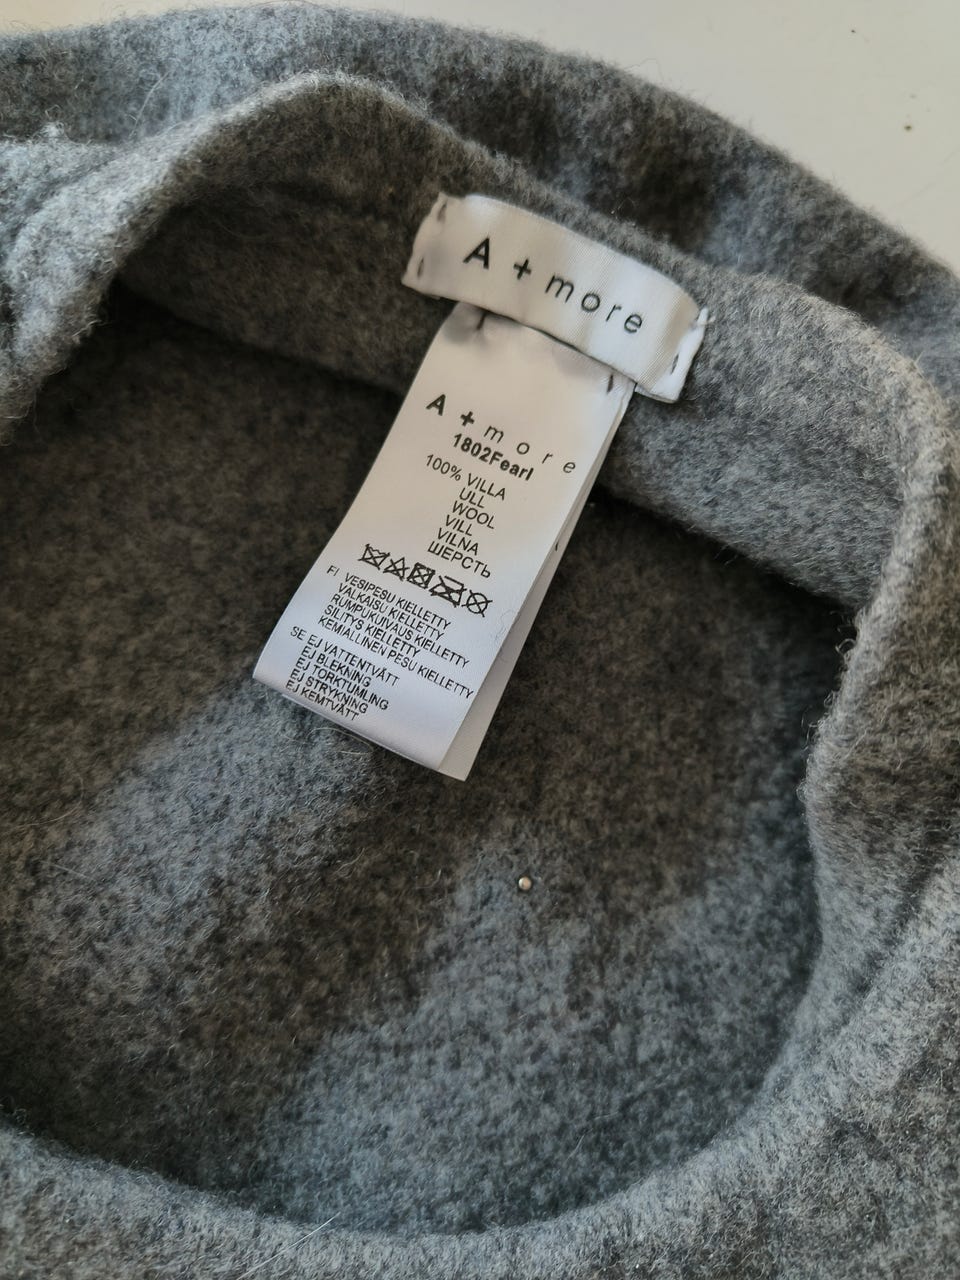 A + more
A + more
1802Fearl
100% VILLA
ULL
WOOL
VILL
VILNA
ШЕРСТЬ
FI VESIPESU KIELLETTY
VALKAISU KIELLETTY
RUMPUKUIVAUS KIELLETTY
SILITYS KIELLETTY
KEMIALLINEN PESU KIELLETTY
SE EJ VATTENTVÄTT
EJ BLEKNING
EJ TORKTUMLING
EJ STRYKNING
EJ KEMTVÄTT